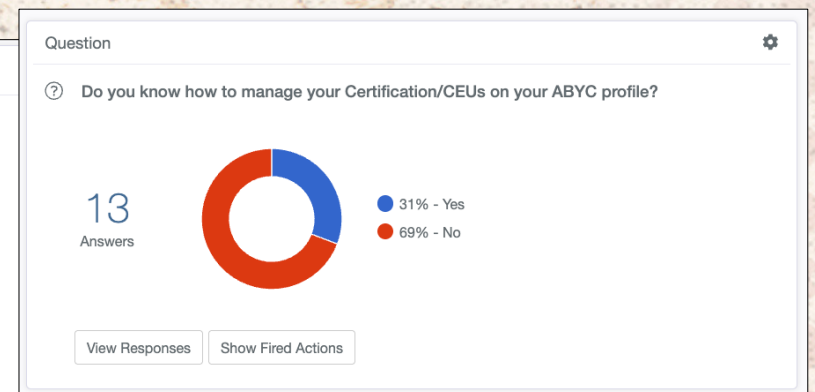 Question
Do you know how to manage your Certification/CEUs on your ABYC profile?
13
Answers
31% - Yes
69% - No
View Responses
Show Fired Actions